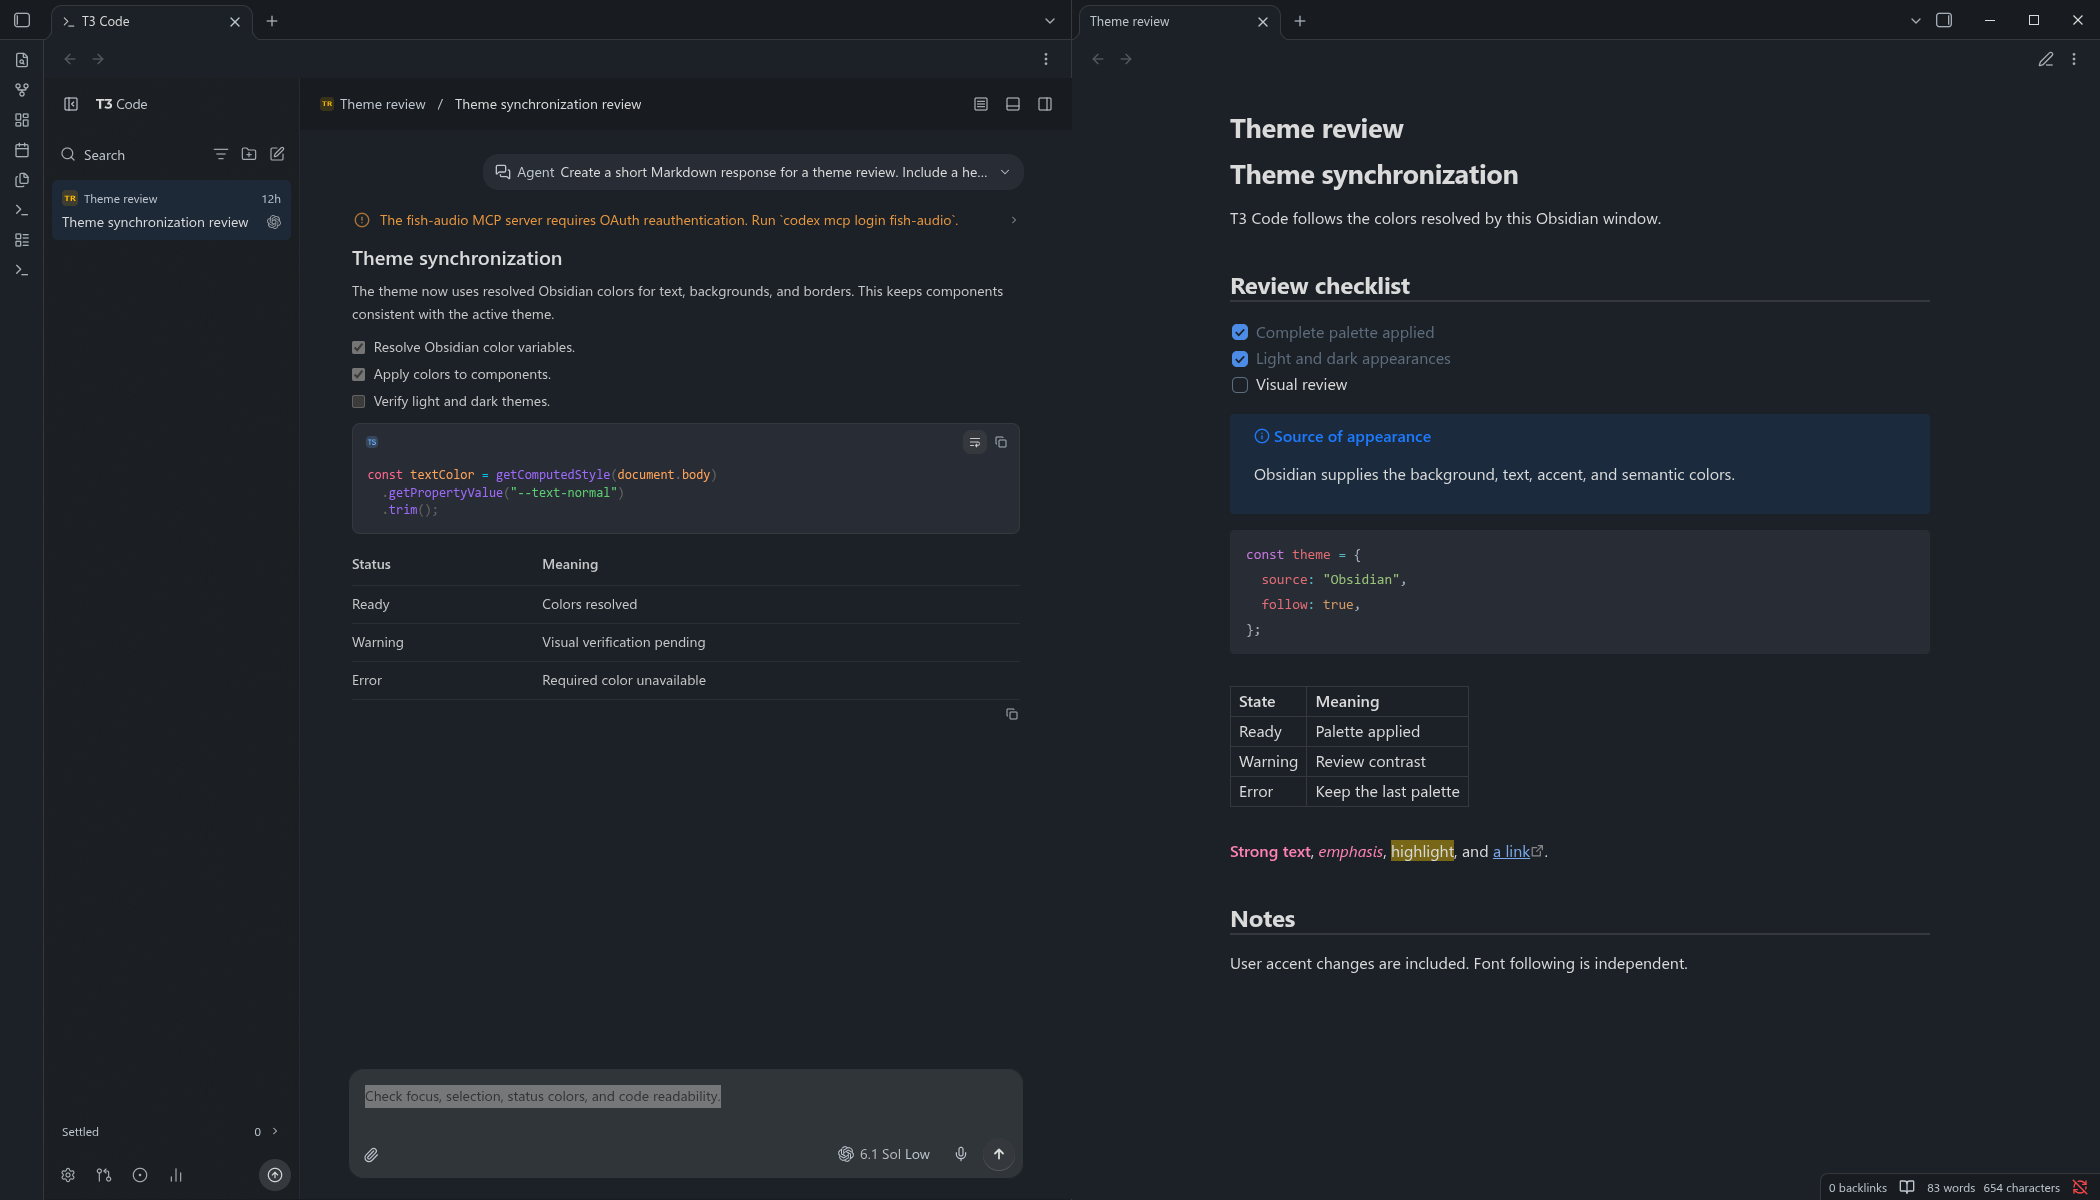 T3 Code
Theme review
T3 Code
TR Theme review / Theme synchronization review
Search
TR Theme review 12h
Theme synchronization review
Agent Create a short Markdown response for a theme review. Include a he...
The fish-audio MCP server requires OAuth reauthentication. Run `codex mcp login fish-audio`.
Theme synchronization
The theme now uses resolved Obsidian colors for text, backgrounds, and borders. This keeps components
consistent with the active theme.
Resolve Obsidian color variables.
Apply colors to components.
Verify light and dark themes.
TS
const textColor = getComputedStyle(document.body)
.getPropertyValue("--text-normal")
.trim();
Status Meaning
Ready Colors resolved
Warning Visual verification pending
Error Required color unavailable
Check focus, selection, status colors, and code readability.
6.1 Sol Low
Settled 0
Theme review
Theme synchronization
T3 Code follows the colors resolved by this Obsidian window.
Review checklist
Complete palette applied
Light and dark appearances
Visual review
Source of appearance
Obsidian supplies the background, text, accent, and semantic colors.
const theme = {
source: "Obsidian",
follow: true,
};
State Meaning
Ready Palette applied
Warning Review contrast
Error Keep the last palette
Strong text, emphasis, highlight, and a link.
Notes
User accent changes are included. Font following is independent.
0 backlinks 83 words 654 characters